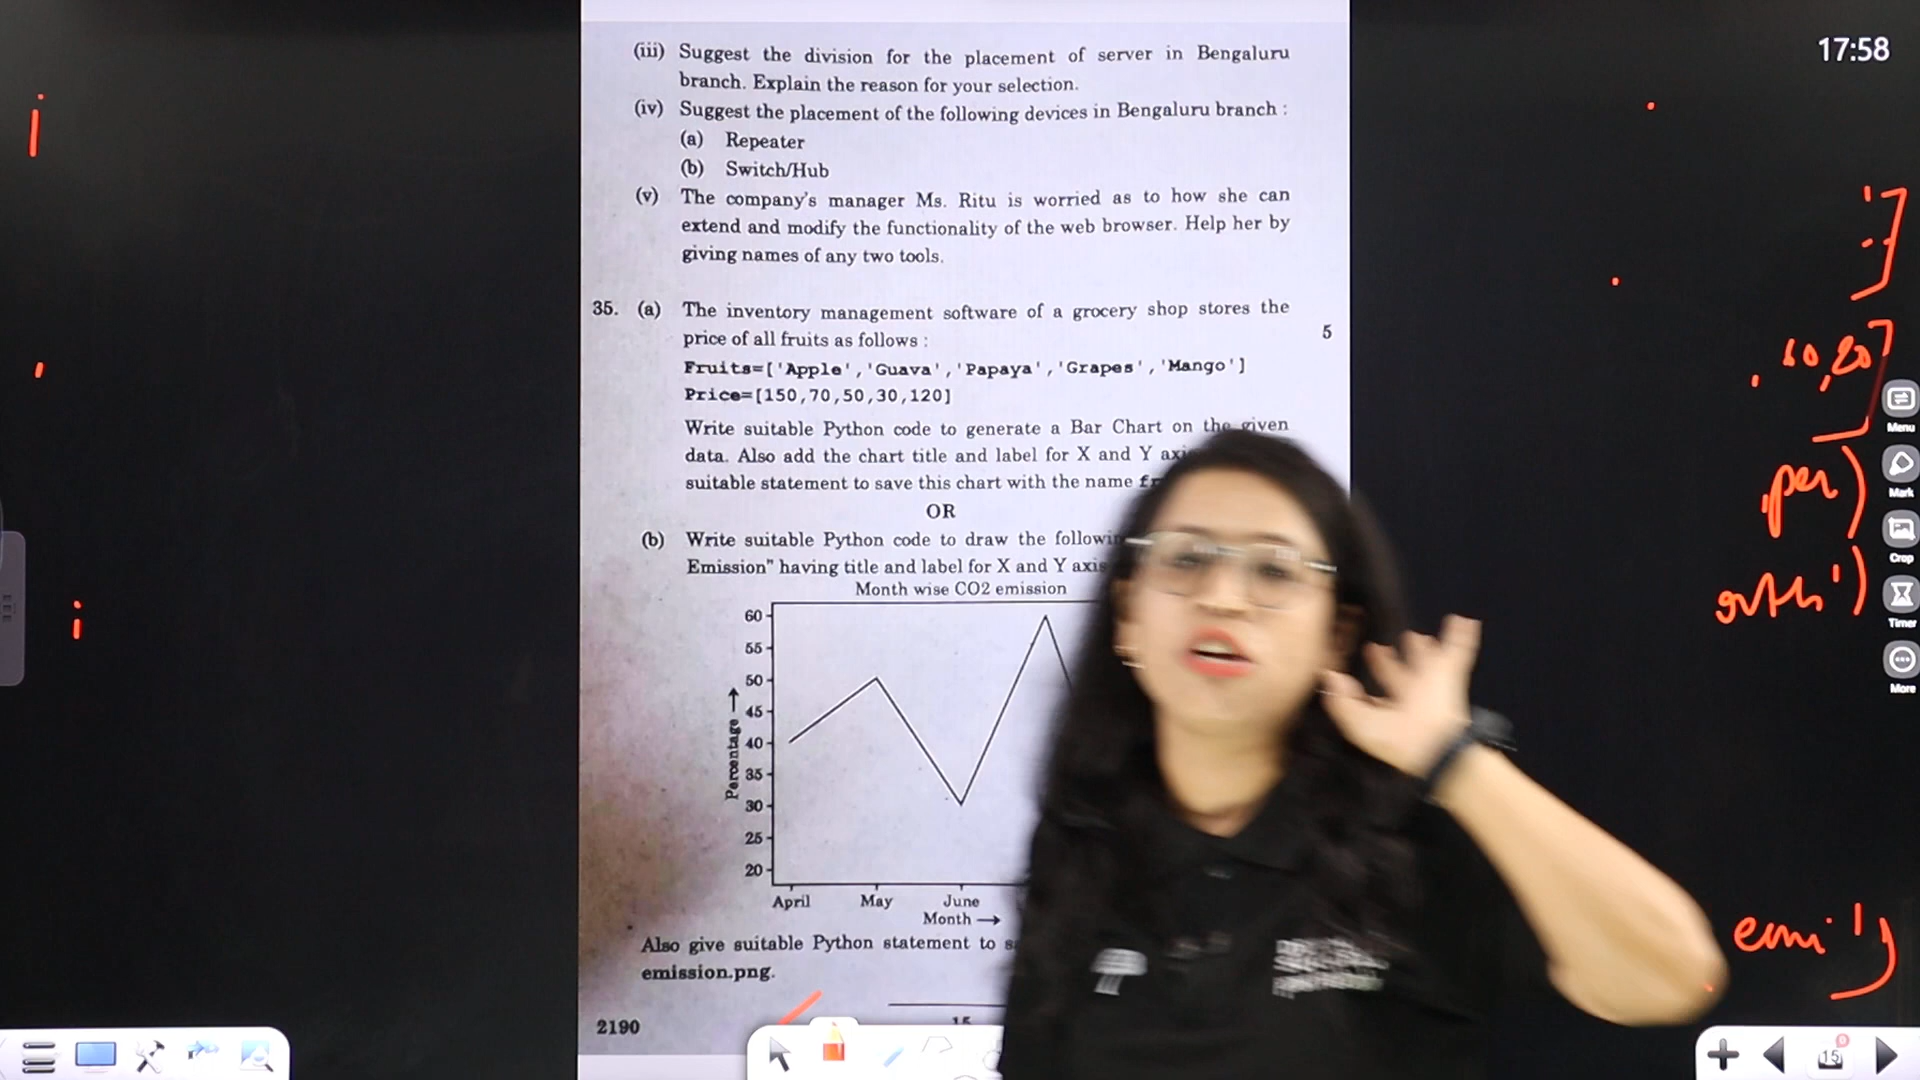 17:58
(iii) Suggest the division for the placement of server in Bengaluru
branch. Explain the reason for your selection.
(iv) Suggest the placement of the following devices in Bengaluru branch :
(a) Repeater
(b) Switch/Hub
(v) The company's manager Ms. Ritu is worried as to how she can
extend and modify the functionality of the web browser. Help her by
giving names of any two tools.
35. (a) The inventory management software of a grocery shop stores the
price of all fruits as follows :
5
Fruits=['Apple','Guava','Papaya','Grapes','Mango']
Price=[150,70,50,30,120]
Write suitable Python code to generate a Bar Chart on the given
data. Also add the chart title and label for X and Y
suitable statement to save this chart with the name
OR
(b) Write suitable Python code to draw the
Emission" having title and label for X and Y axis
Month wise CO2 emission
60
55
50
45
40
35
30
25
20
Percentage →
April May June
Month →
Also give suitable Python statement to
emission.png.
2190
15
,20]
per)
')
emi')
Menu
Mark
Crop
Timer
More
15